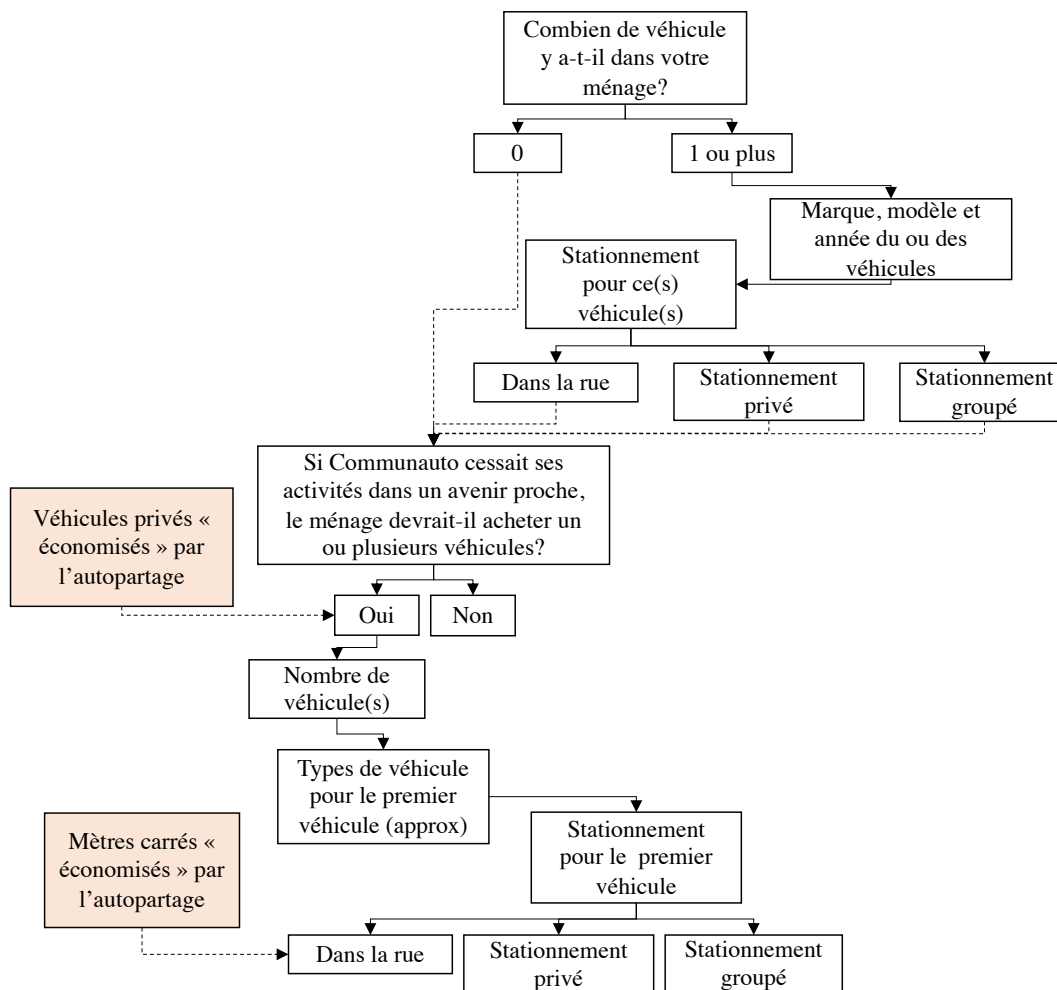 Combien de véhicule
y a-t-il dans votre
ménage?
0
1 ou plus
Marque, modèle et
année du ou des
véhicules
Stationnement
pour ce(s)
véhicule(s)
Dans la rue
Stationnement
privé
Stationnement
groupé
Si Communauto cessait ses
activités dans un avenir proche,
le ménage devrait-il acheter un
ou plusieurs véhicules?
Véhicules privés «
économisés » par
l’autopartage
Oui
Non
Nombre de
véhicule(s)
Types de véhicule
pour le premier
véhicule (approx)
Stationnement
pour le premier
véhicule
Mètres carrés «
économisés » par
l’autopartage
Dans la rue
Stationnement
privé
Stationnement
groupé